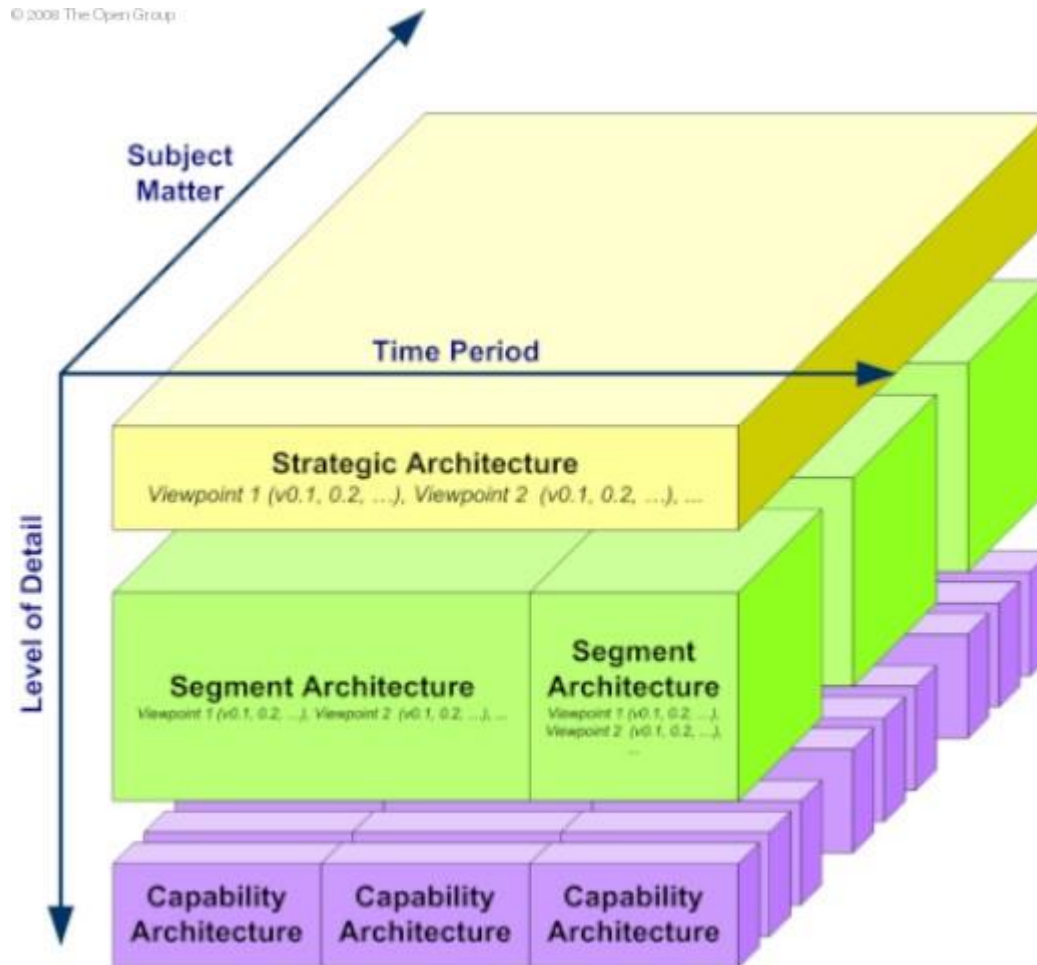 © 2008 The Open Group
Subject
Matter
Time Period
Level of Detail
Strategic Architecture
Viewpoint 1 (v0.1, 0.2, ...), Viewpoint 2 (v0.1, 0.2, ...), ...
Segment Architecture
Viewpoint 1 (v0.1, 0.2, ...), Viewpoint 2 (v0.1, 0.2, ...), ...
Segment
Architecture
Viewpoint 1 (v0.1, 0.2, ...),
Viewpoint 2 (v0.1, 0.2, ...),
...
Capability
Architecture
Capability
Architecture
Capability
Architecture